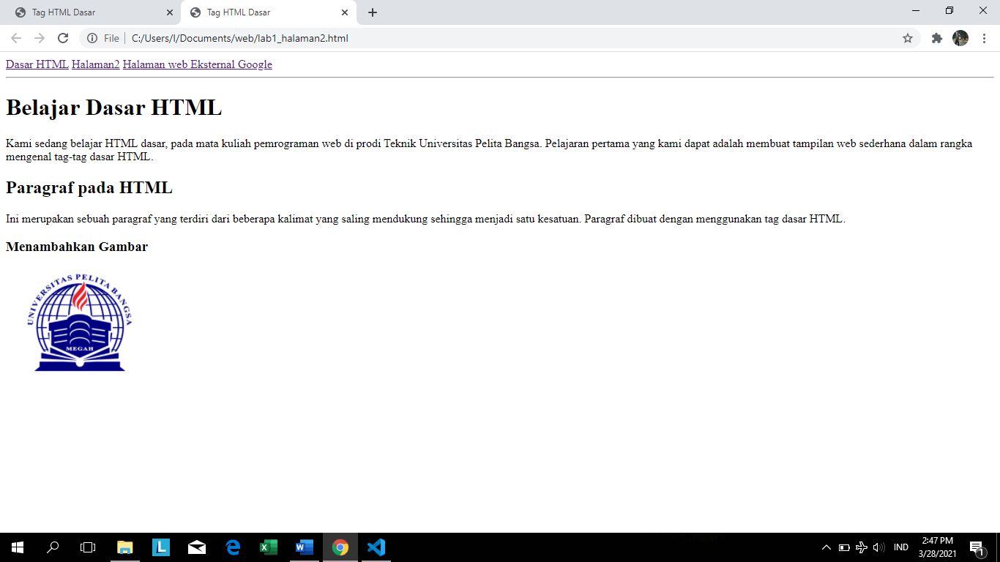 Tag HTML Dasar
Tag HTML Dasar
File
C:/Users/I/Documents/web/lab1_halaman2.html
Dasar HTML Halaman2 Halaman web Eksternal Google
Belajar Dasar HTML
Kami sedang belajar HTML dasar, pada mata kuliah pemrograman web di prodi Teknik Universitas Pelita Bangsa. Pelajaran pertama yang kami dapat adalah membuat tampilan web sederhana dalam rangka
mengenal tag-tag dasar HTML.
Paragraf pada HTML
Ini merupakan sebuah paragraf yang terdiri dari beberapa kalimat yang saling mendukung sehingga menjadi satu kesatuan. Paragraf dibuat dengan menggunakan tag dasar HTML.
Menambahkan Gambar
UNIVERSITAS PELITA BANGSA
MEGAH
L
IND
2:47 PM
3/28/2021
1